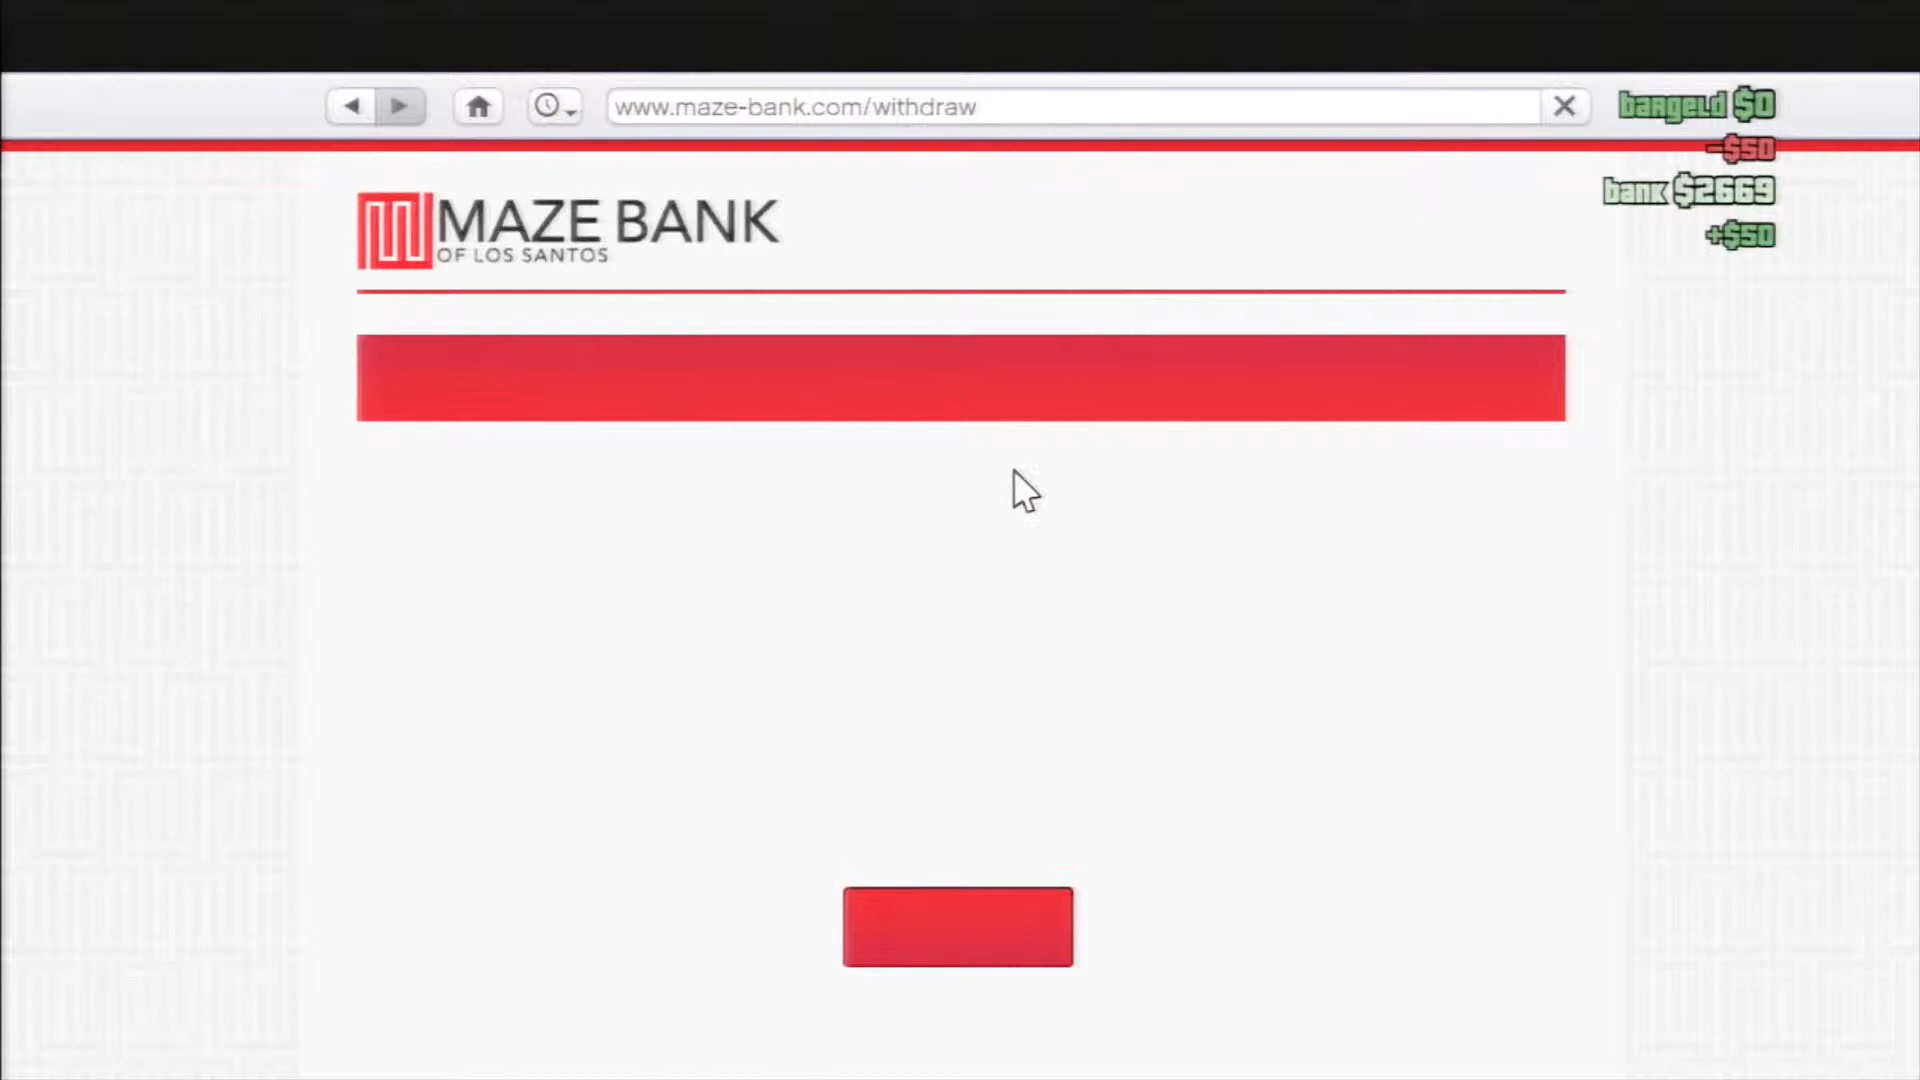 www.maze-bank.com/withdraw
bargeld $0
-$50
bank $2669
+$50
MAZE BANK
OF LOS SANTOS